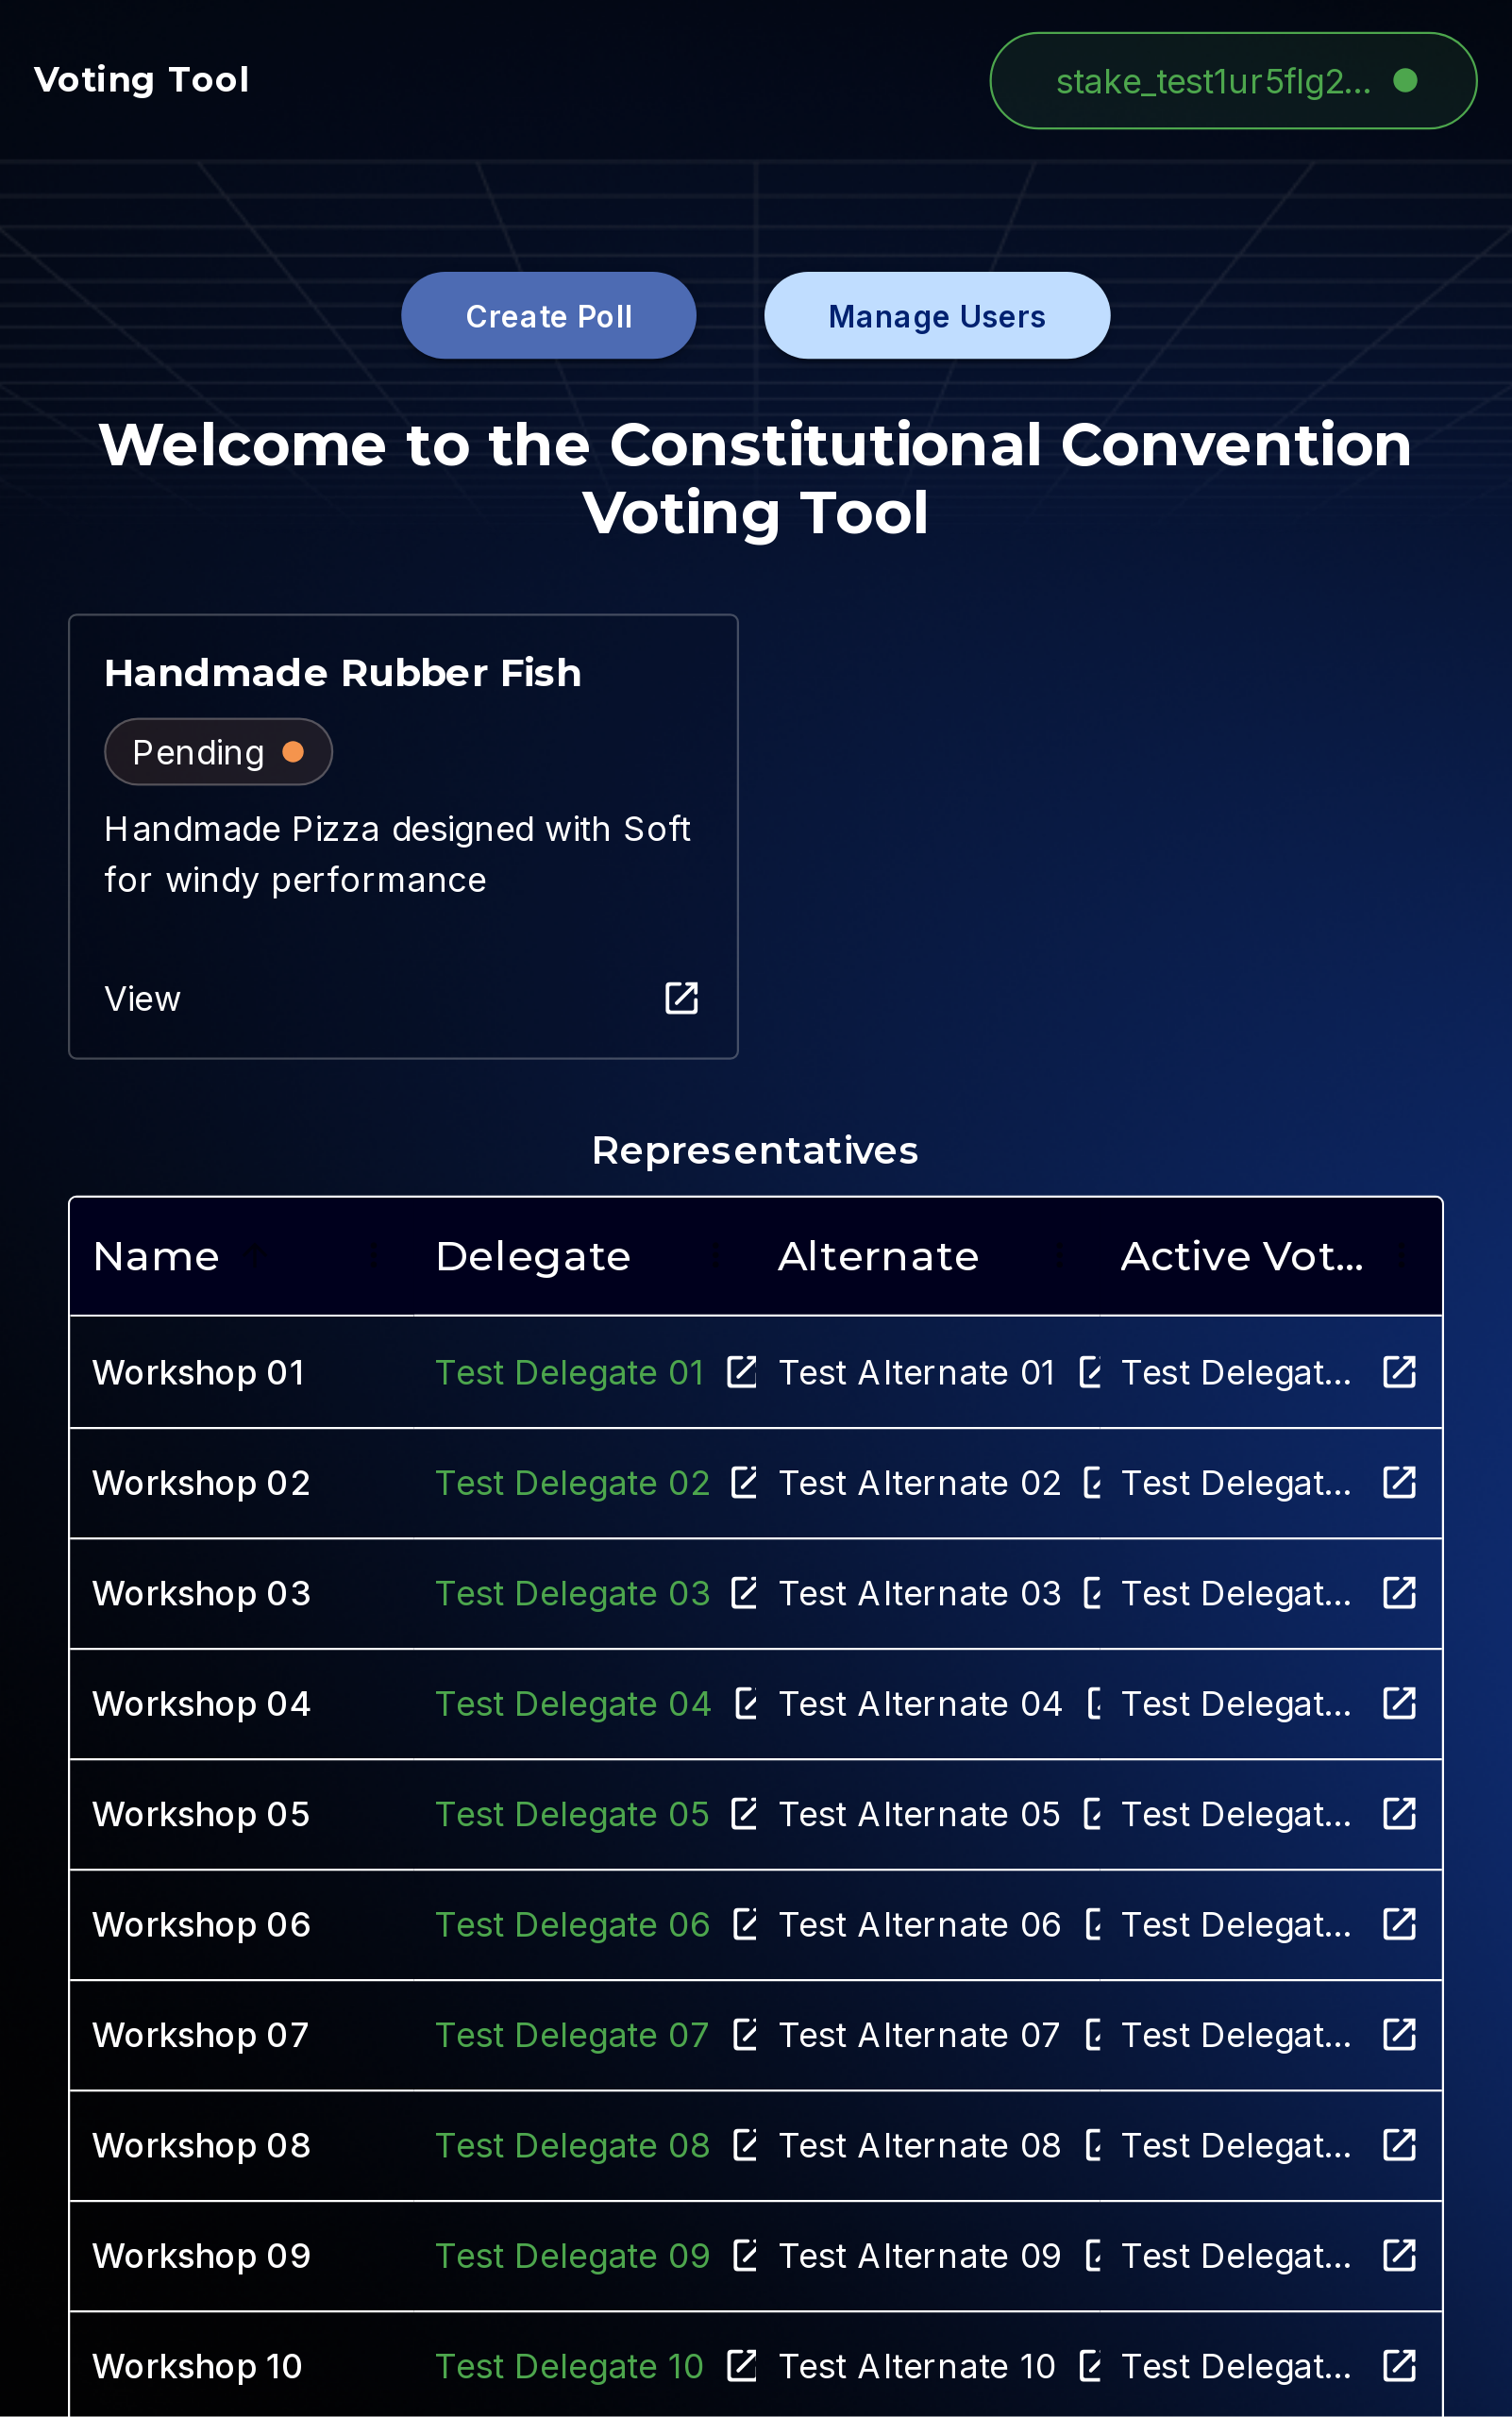 Voting Tool
stake_test1ur5flg2...
Create Poll
Manage Users
Welcome to the Constitutional Convention
Voting Tool
Handmade Rubber Fish
Pending
Handmade Pizza designed with Soft
for windy performance
View
Representatives
Name Delegate Alternate Active Vot...
Workshop 01 Test Delegate 01 Test Alternate 01 Test Delegat...
Workshop 02 Test Delegate 02 Test Alternate 02 Test Delegat...
Workshop 03 Test Delegate 03 Test Alternate 03 Test Delegat...
Workshop 04 Test Delegate 04 Test Alternate 04 Test Delegat...
Workshop 05 Test Delegate 05 Test Alternate 05 Test Delegat...
Workshop 06 Test Delegate 06 Test Alternate 06 Test Delegat...
Workshop 07 Test Delegate 07 Test Alternate 07 Test Delegat...
Workshop 08 Test Delegate 08 Test Alternate 08 Test Delegat...
Workshop 09 Test Delegate 09 Test Alternate 09 Test Delegat...
Workshop 10 Test Delegate 10 Test Alternate 10 Test Delegat...